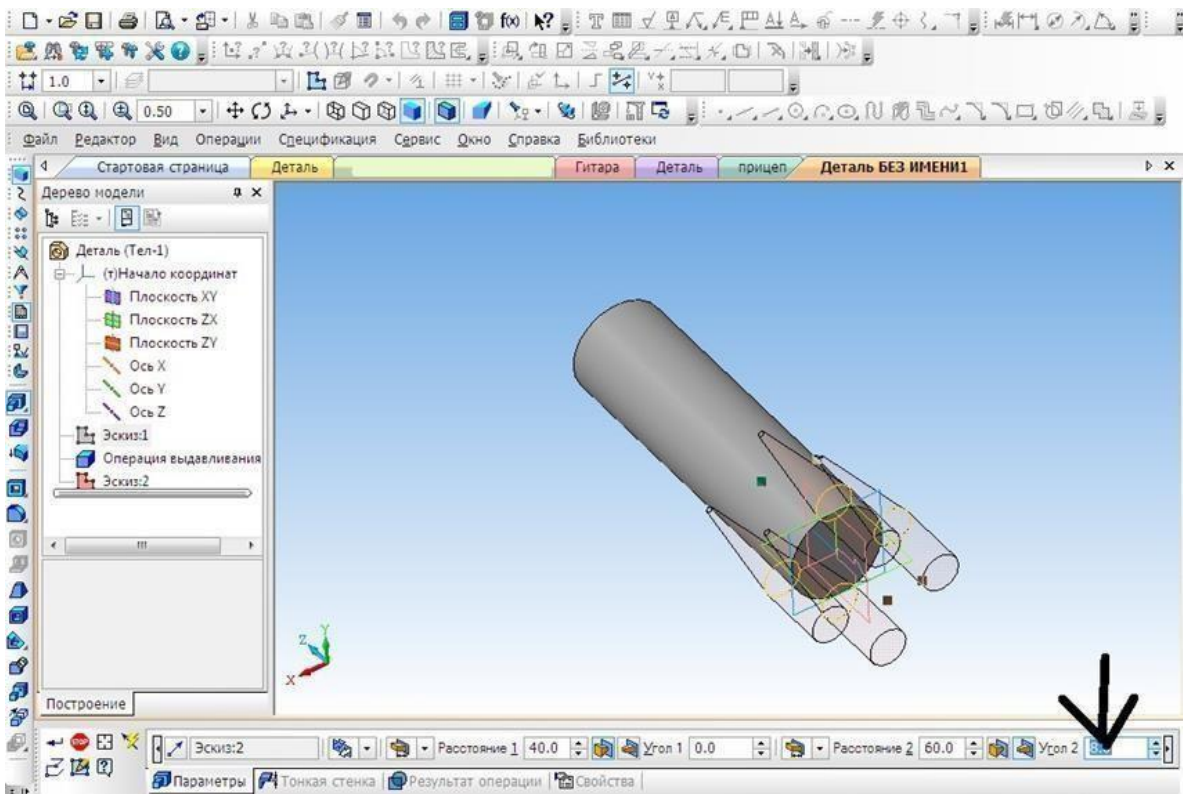 1.0
0.50
Файл Редактор Вид Операции Спецификация Сервис Окно Справка Библиотеки
Стартовая страница Деталь Гитара Деталь прицеп Деталь БЕЗ ИМЕНИ1
Дерево модели
Деталь (Тел-1)
(т)Начало координат
Плоскость XY
Плоскость ZX
Плоскость ZY
Ось X
Ось Y
Ось Z
Эскиз:1
Операция выдавливания
Эскиз:2
Z Y
X
Построение
Эскиз:2 Расстояние 1 40.0 Угол 1 0.0 Расстояние 2 60.0 Угол 2
Параметры Тонкая стенка Результат операции Свойства